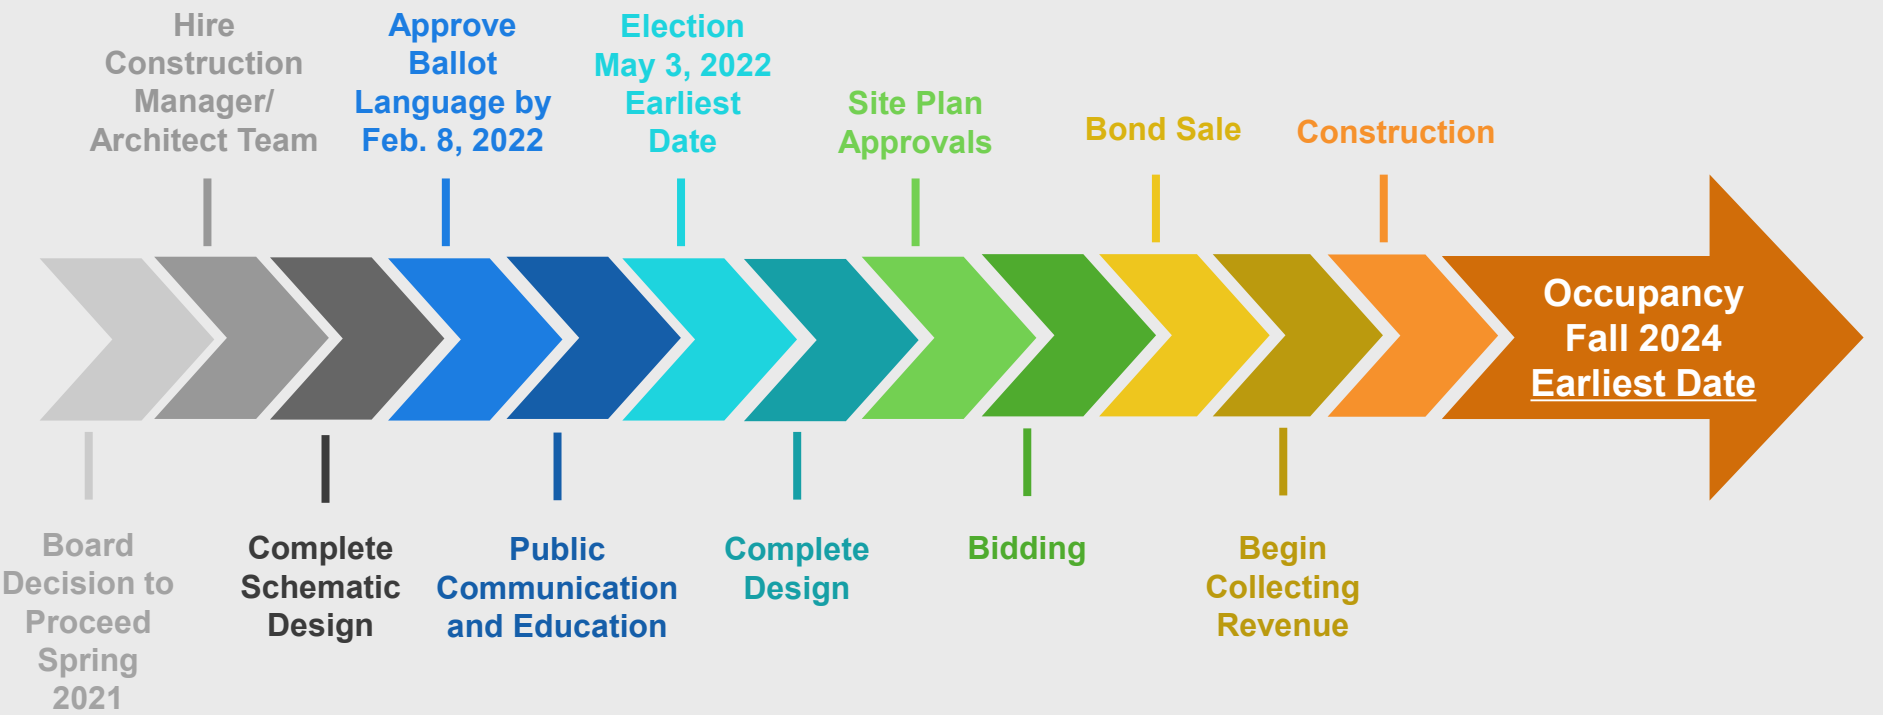 Hire
Construction
Manager/
Architect Team
Approve
Ballot
Language by
Feb. 8, 2022
Election
May 3, 2022
Earliest
Date
Site Plan
Approvals
Bond Sale
Construction
Occupancy
Fall 2024
Earliest Date
Board
Decision to
Proceed
Spring
2021
Complete
Schematic
Design
Public
Communication
and Education
Complete
Design
Bidding
Begin
Collecting
Revenue